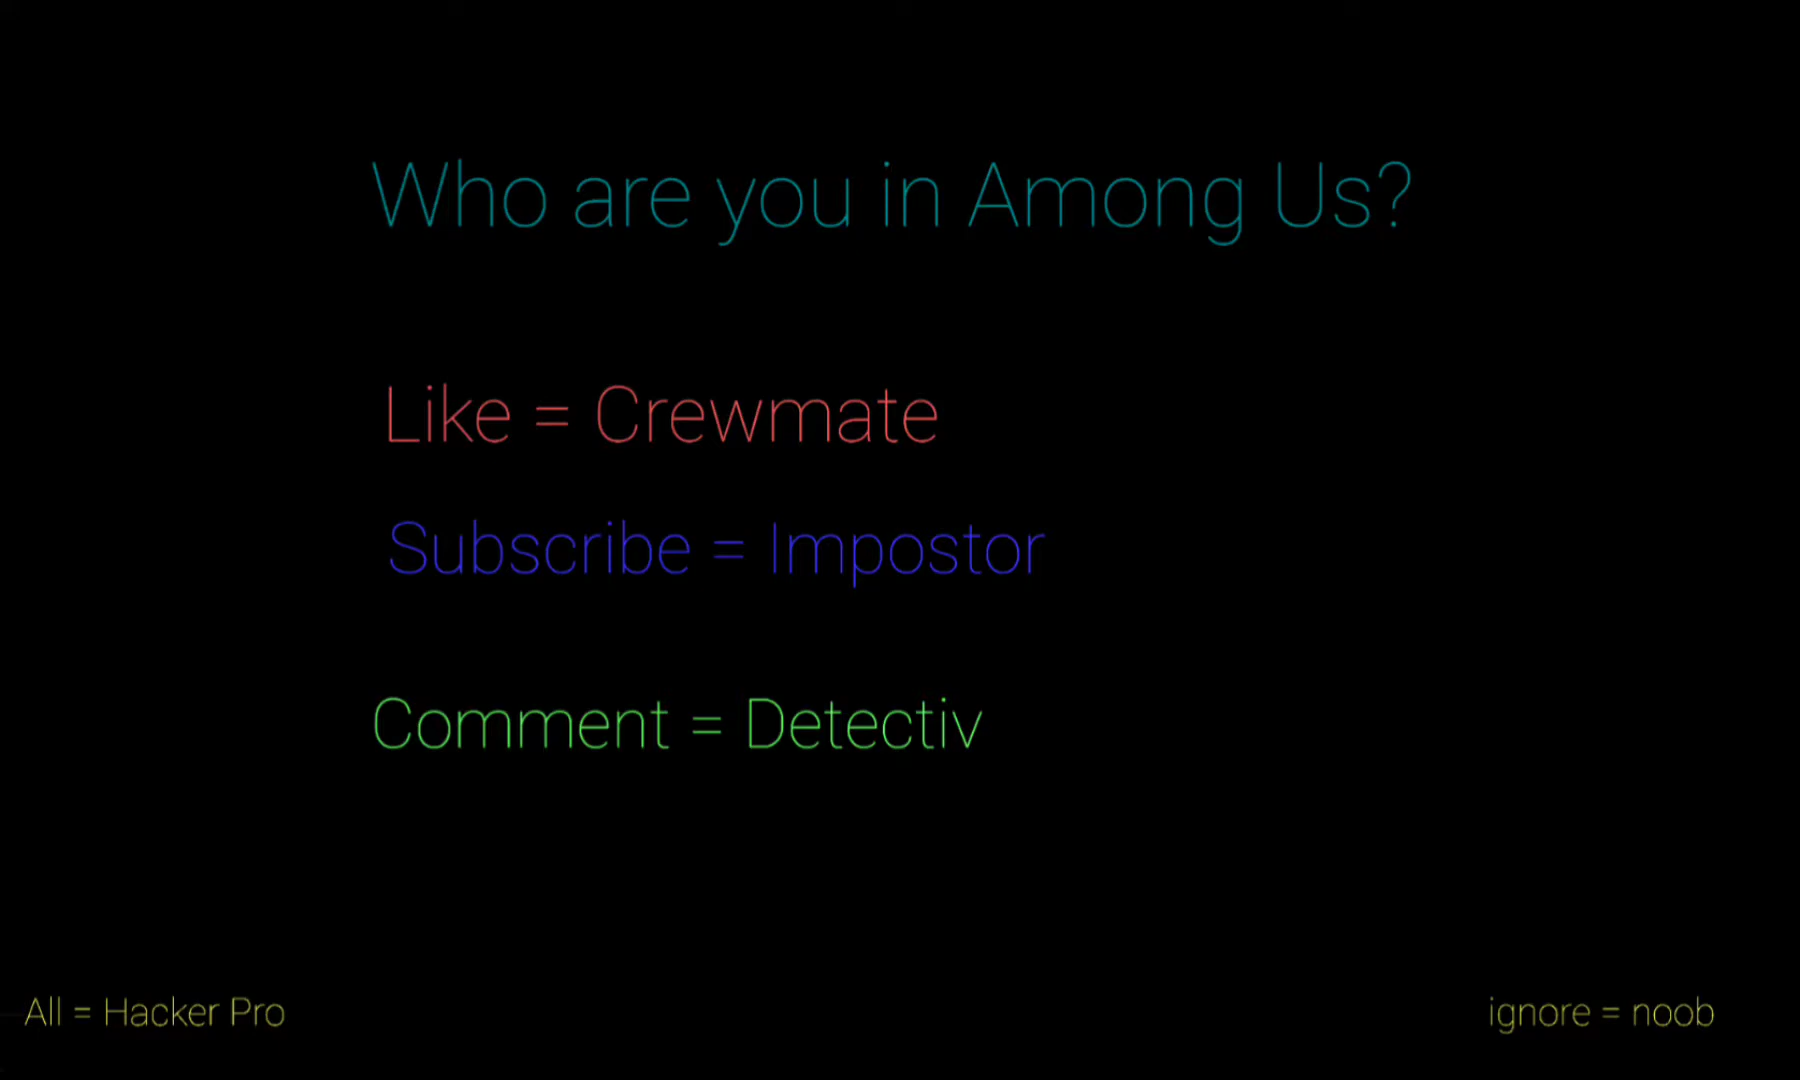 Who are you in Among Us?
Like = Crewmate
Subscribe = Impostor
Comment = Detectiv
All = Hacker Pro
ignore = noob